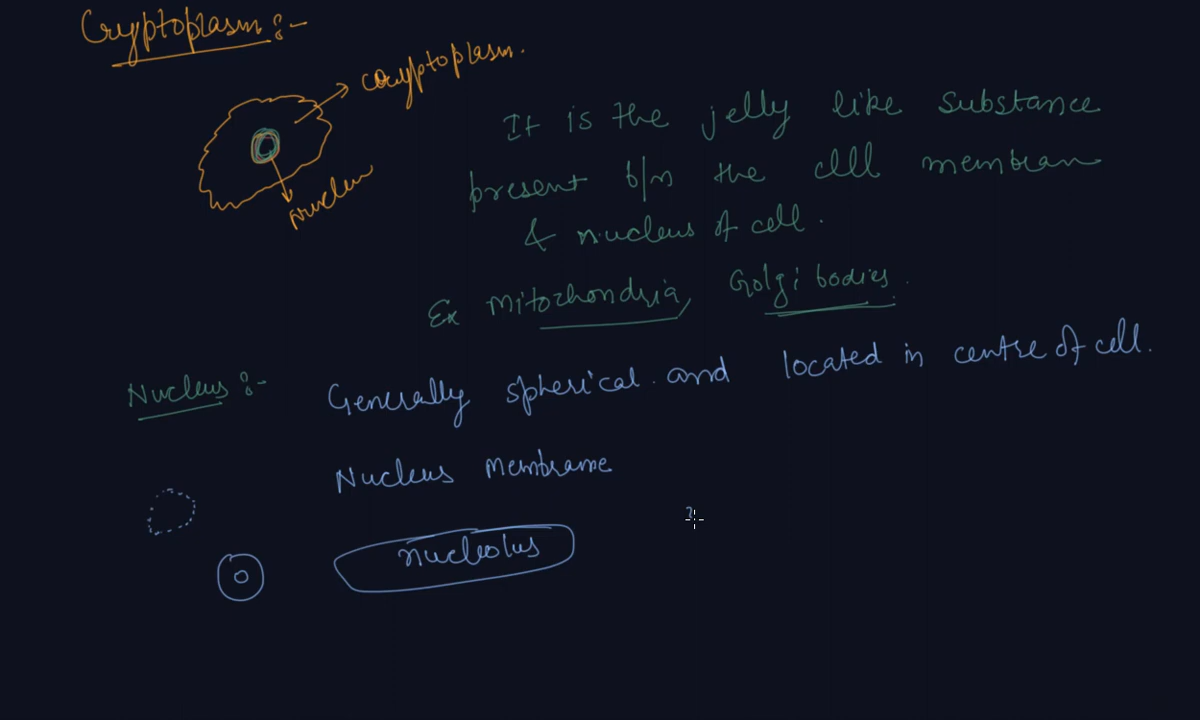 Cryptoplasm :-
cryptoplasm.
Nucleus
It is the jelly like substance
present b/n the cell membran
& nucleus of cell.
Ex Mitochondria, Golgi bodies.
Nucleus :- Generally spherical and located in centre of cell.
Nucleus Membrame
nucleolus